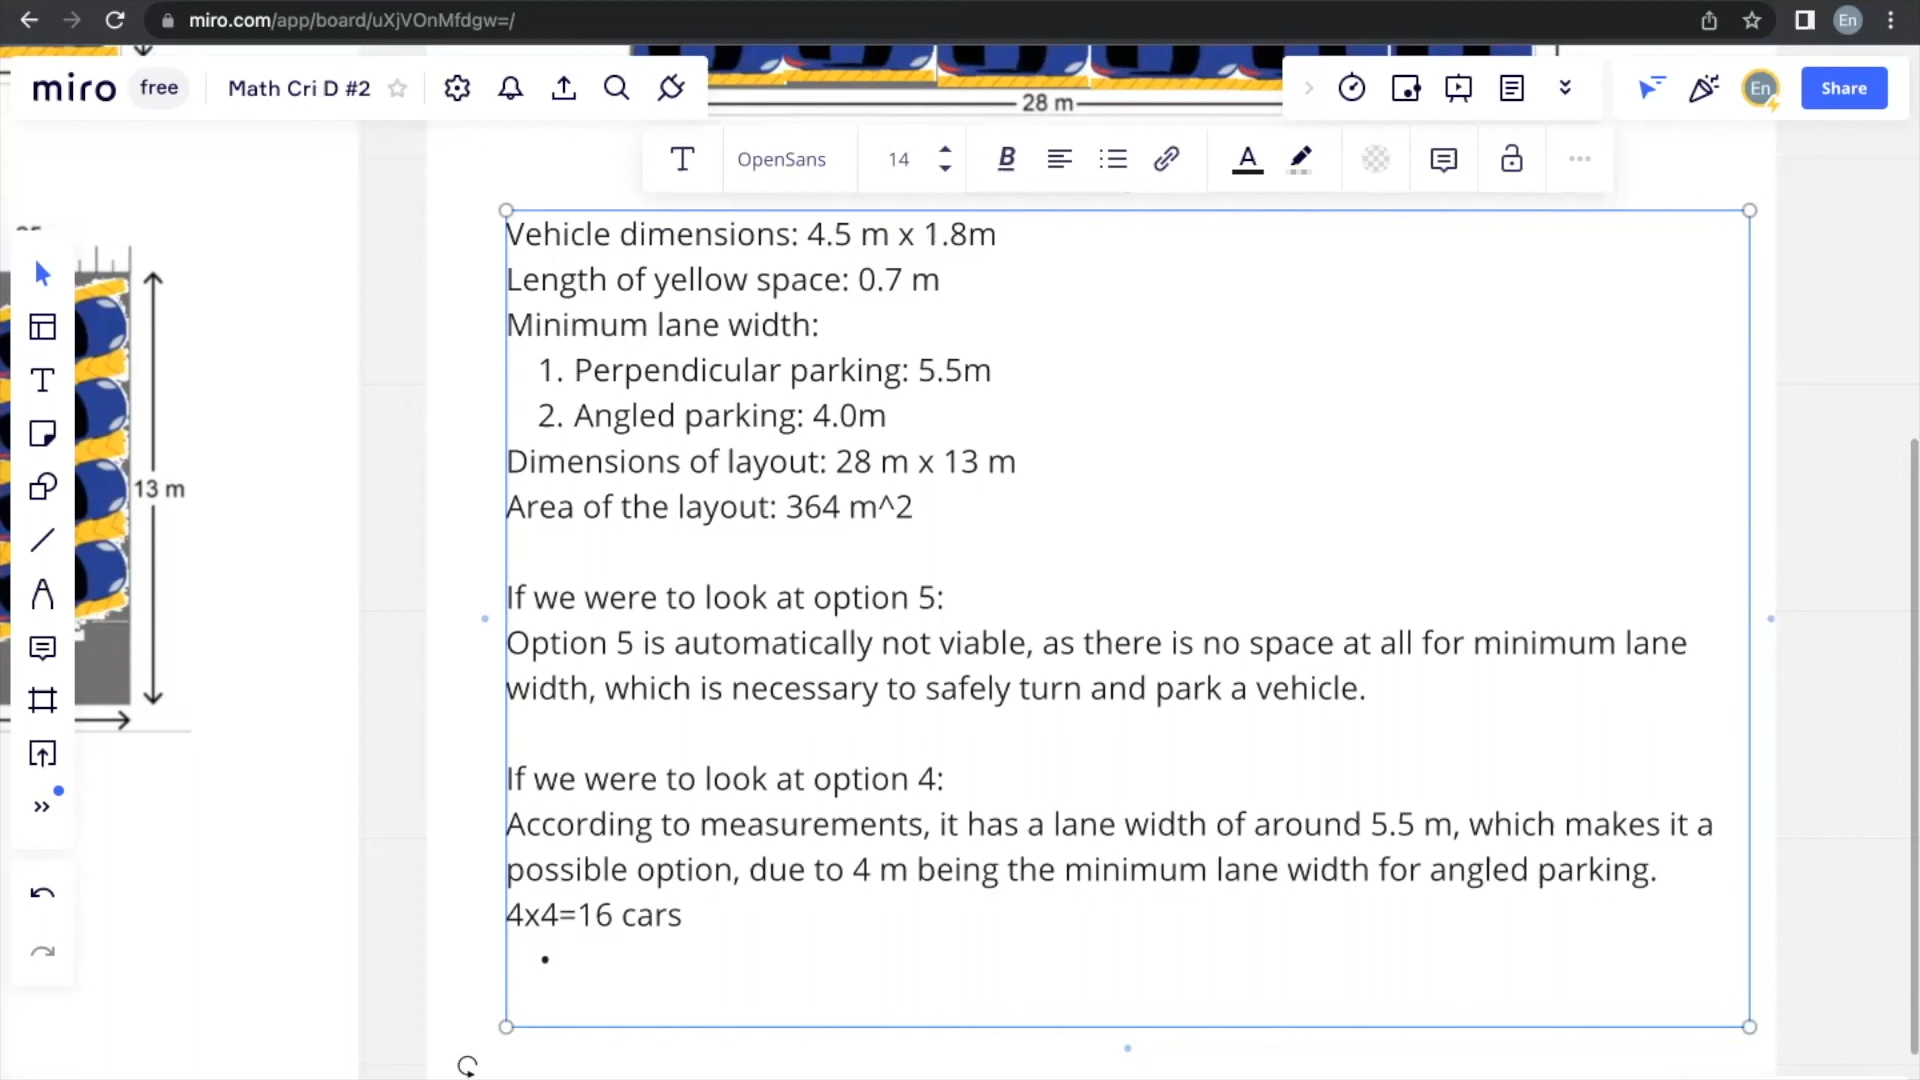 miro.com/app/board/uXjVOnMfdgw=/
En
miro
free
Math Cri D #2
28 m
En
Share
OpenSans
14
B
A
13 m
Vehicle dimensions: 4.5 m x 1.8m
Length of yellow space: 0.7 m
Minimum lane width:
1. Perpendicular parking: 5.5m
2. Angled parking: 4.0m
Dimensions of layout: 28 m x 13 m
Area of the layout: 364 m^2
If we were to look at option 5:
Option 5 is automatically not viable, as there is no space at all for minimum lane
width, which is necessary to safely turn and park a vehicle.
If we were to look at option 4:
According to measurements, it has a lane width of around 5.5 m, which makes it a
possible option, due to 4 m being the minimum lane width for angled parking.
4x4=16 cars
•